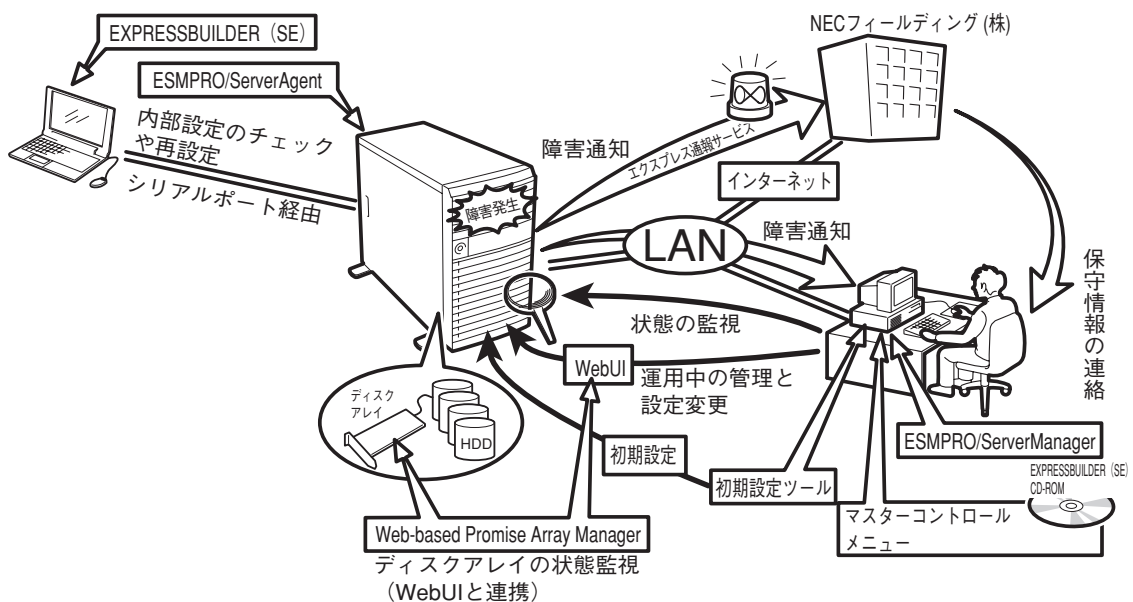 EXPRESSBUILDER（SE）
NECフィールディング (株)
ESMPRO/ServerAgent
内部設定のチェック
や再設定
シリアルポート経由
障害発生
障害通知
エクスプレス通報サービス
インターネット
LAN
障害通知
保守情報の連絡
状態の監視
WebUI
運用中の管理と
設定変更
ディスク
アレイ
HDD
初期設定
初期設定ツール
ESMPRO/ServerManager
EXPRESSBUILDER（SE）
CD-ROM
マスターコントロール
メニュー
Web-based Promise Array Manager
ディスクアレイの状態監視
（WebUIと連携）